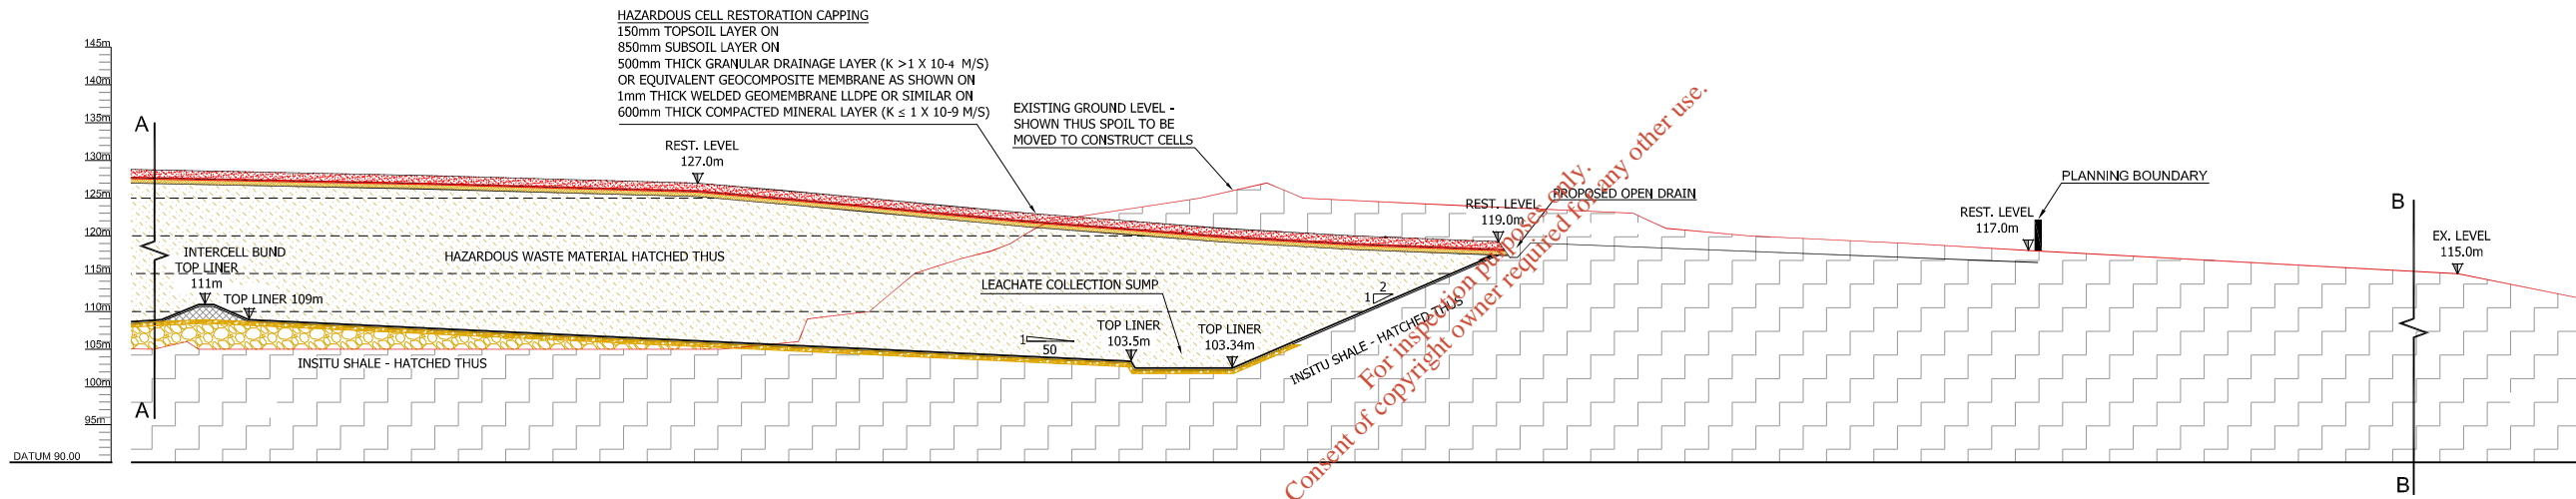 HAZARDOUS CELL RESTORATION CAPPING
150mm TOPSOIL LAYER ON
850mm SUBSOIL LAYER ON
500mm THICK GRANULAR DRAINAGE LAYER (K >1 X 10-4 M/S)
OR EQUIVALENT GEOCOMPOSITE MEMBRANE AS SHOWN ON
1mm THICK WELDED GEOMEMBRANE LLDPE OR SIMILAR ON
600mm THICK COMPACTED MINERAL LAYER (K ≤ 1 X 10-9 M/S)
EXISTING GROUND LEVEL -
SHOWN THUS SPOIL TO BE
MOVED TO CONSTRUCT CELLS
145m
140m
135m
130m
125m
120m
115m
110m
105m
100m
95m
DATUM 90.00
A
A
REST. LEVEL
127.0m
INTERCELL BUND
TOP LINER
111m
TOP LINER 109m
HAZARDOUS WASTE MATERIAL HATCHED THUS
INSITU SHALE - HATCHED THUS
1
50
LEACHATE COLLECTION SUMP
TOP LINER
103.5m
TOP LINER
103.34m
2
1
INSITU SHALE - HATCHED THUS
REST. LEVEL
119.0m
PROPOSED OPEN DRAIN
For inspection purposes only.
Consent of copyright owner required for any other use.
REST. LEVEL
117.0m
PLANNING BOUNDARY
B
B
EX. LEVEL
115.0m